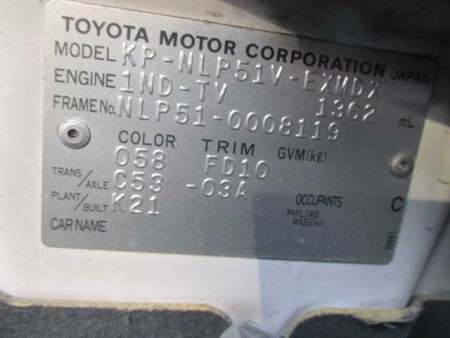 TOYOTA MOTOR CORPORATION JAPAN
MODEL KP-NLP51V-EXMDX
ENGINE 1ND-TV 1362 mL
FRAME No. NLP51-0008119
COLOR TRIM GVM(kg)
058 FD10
TRANS/AXLE C53 -03A
PLANT/BUILT K21 OCCUPANTS C
PAYLOAD MASS(kg)
CAR NAME